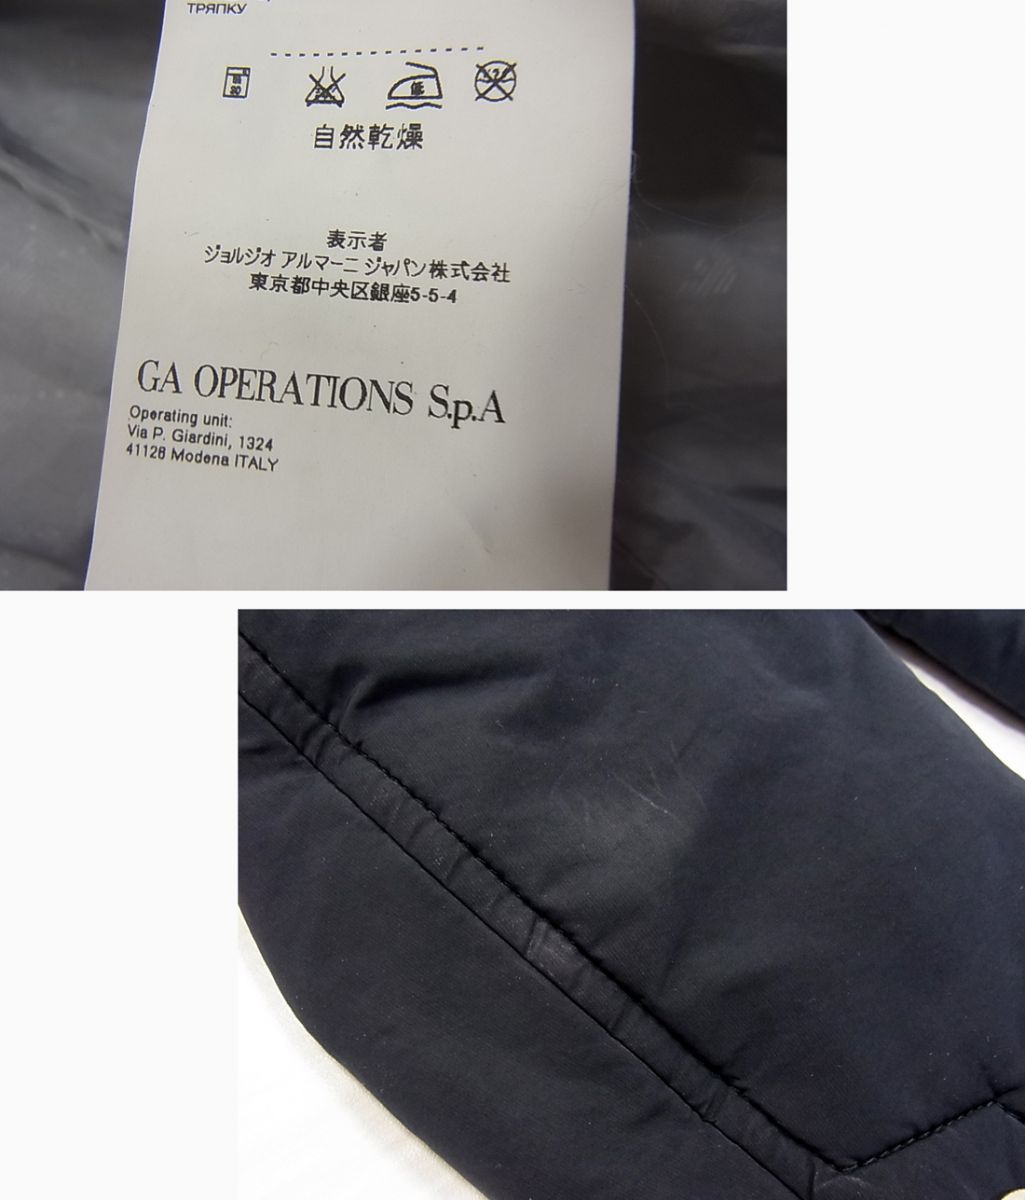 ТРЯПКУ
低
自然乾燥
表示者
ジョルジオ アルマーニ ジャパン株式会社
東京都中央区銀座5-5-4
GA OPERATIONS S.p.A
Operating unit:
Via P. Giardini, 1324
41128 Modena ITALY